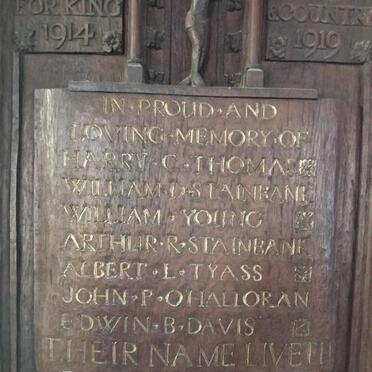 FOR KING
& COUNTRY
1914
1919
IN · PROUD · AND
LOVING · MEMORY · OF
HARRY · C · THOMAS
WILLIAM · D · STAINBANK
WILLIAM · YOUNG
ARTHUR · R · STAINBANK
ALBERT · L · TYASS
JOHN · P · O'HALLORAN
EDWIN · B · DAVIS
THEIR NAME LIVETH